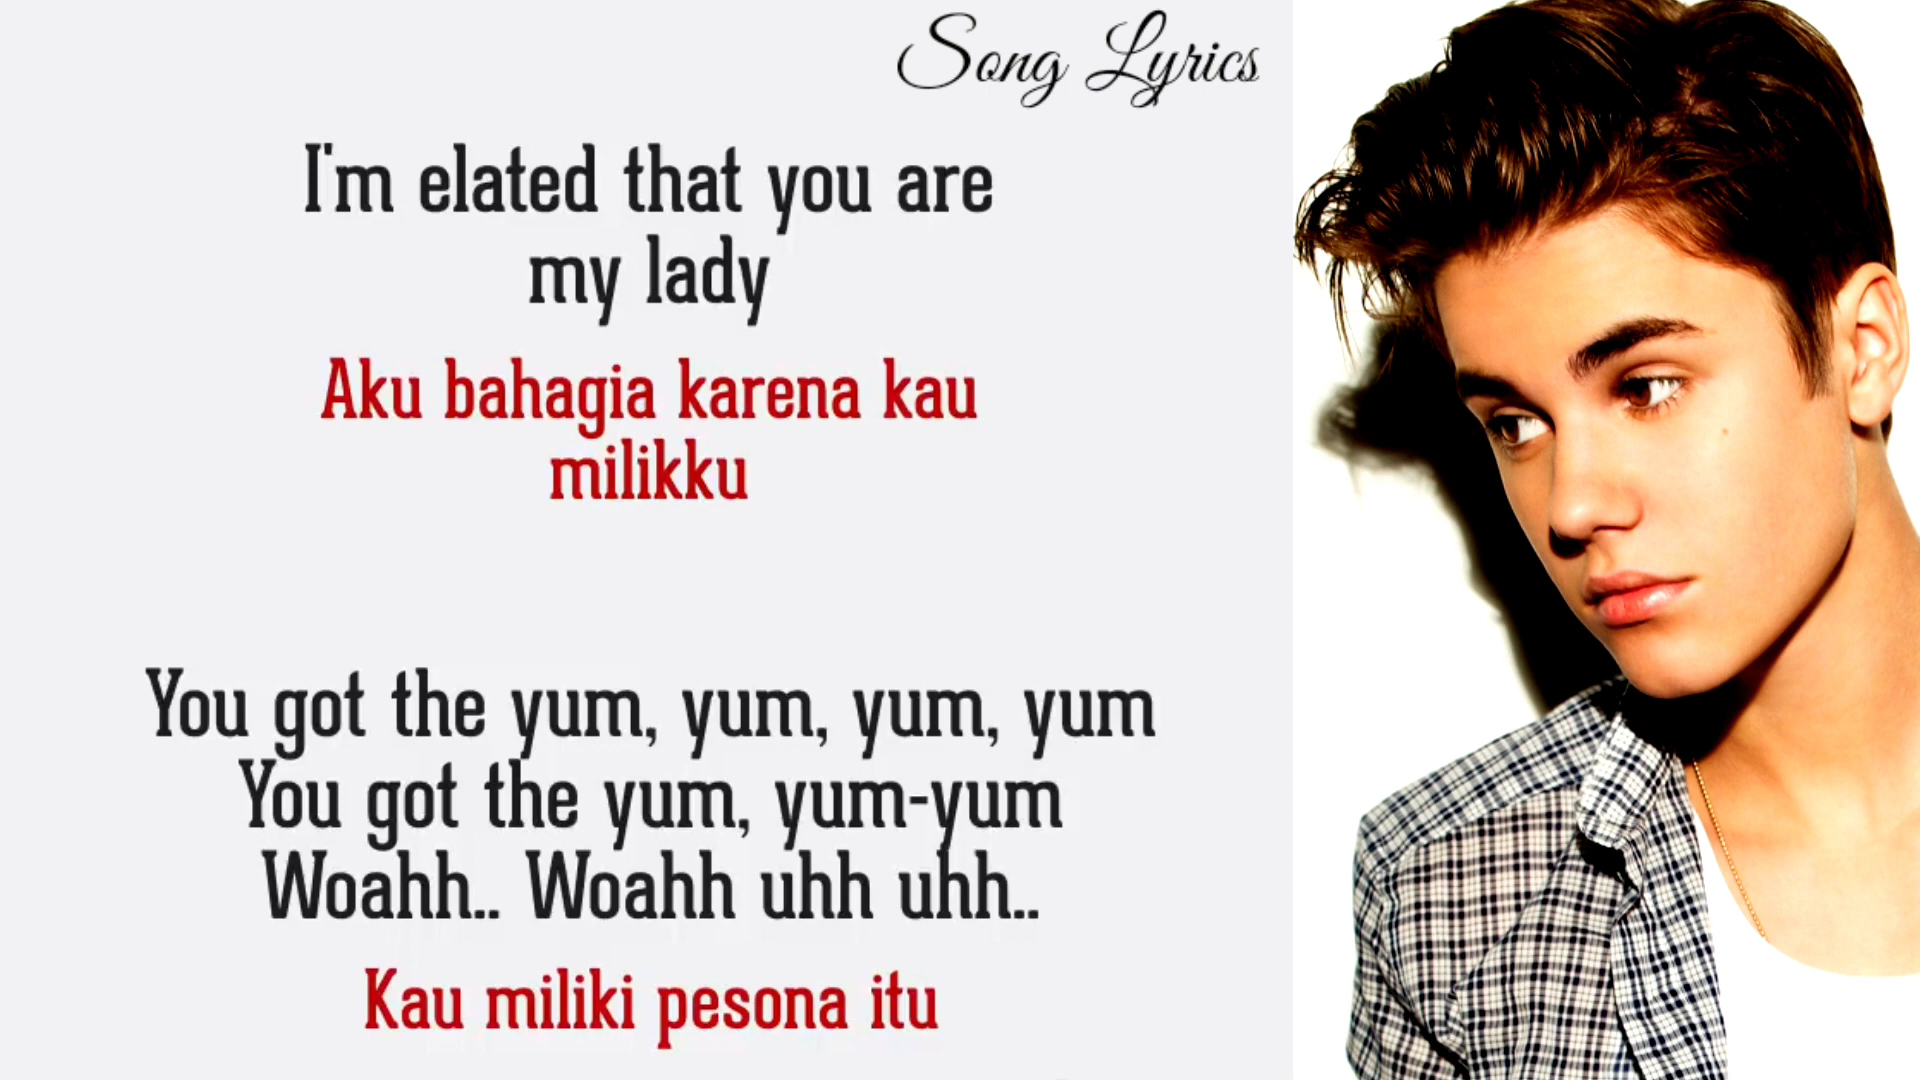 Song Lyrics
I'm elated that you are
my lady
Aku bahagia karena kau
milikku
You got the yum, yum, yum, yum
You got the yum, yum-yum
Woahh.. Woahh uhh uhh..
Kau miliki pesona itu